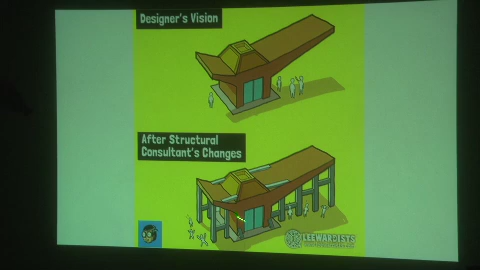 Designer's Vision
After Structural
Consultant's Changes
LEEWARDISTS